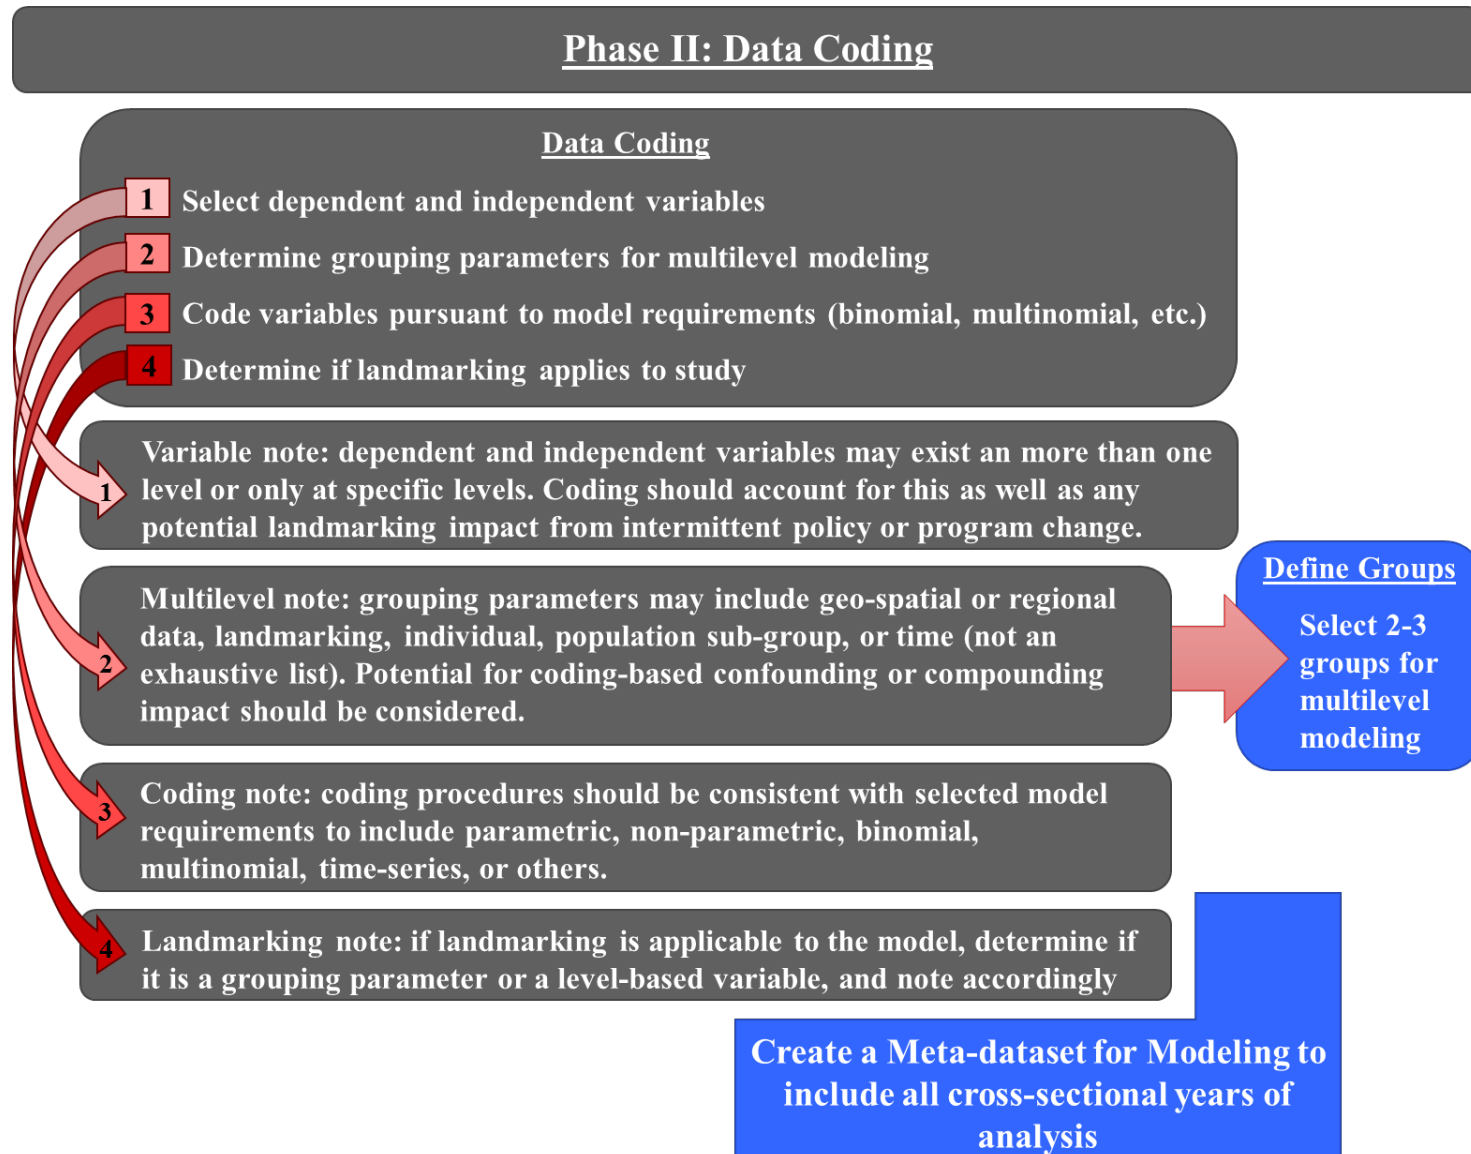 Phase II: Data Coding
Data Coding
1 Select dependent and independent variables
2 Determine grouping parameters for multilevel modeling
3 Code variables pursuant to model requirements (binomial, multinomial, etc.)
4 Determine if landmarking applies to study
1
Variable note: dependent and independent variables may exist an more than one
level or only at specific levels. Coding should account for this as well as any
potential landmarking impact from intermittent policy or program change.
2
Multilevel note: grouping parameters may include geo-spatial or regional
data, landmarking, individual, population sub-group, or time (not an
exhaustive list). Potential for coding-based confounding or compounding
impact should be considered.
Define Groups
Select 2-3
groups for
multilevel
modeling
3
Coding note: coding procedures should be consistent with selected model
requirements to include parametric, non-parametric, binomial,
multinomial, time-series, or others.
4
Landmarking note: if landmarking is applicable to the model, determine if
it is a grouping parameter or a level-based variable, and note accordingly
Create a Meta-dataset for Modeling to
include all cross-sectional years of
analysis